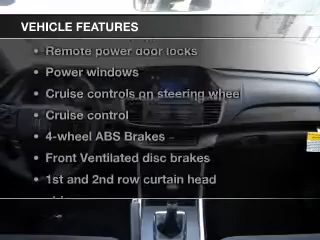 VEHICLE FEATURES
• Remote power door locks
• Power windows
• Cruise controls on steering wheel
• Cruise control
• 4-wheel ABS Brakes
• Front Ventilated disc brakes
• 1st and 2nd row curtain head